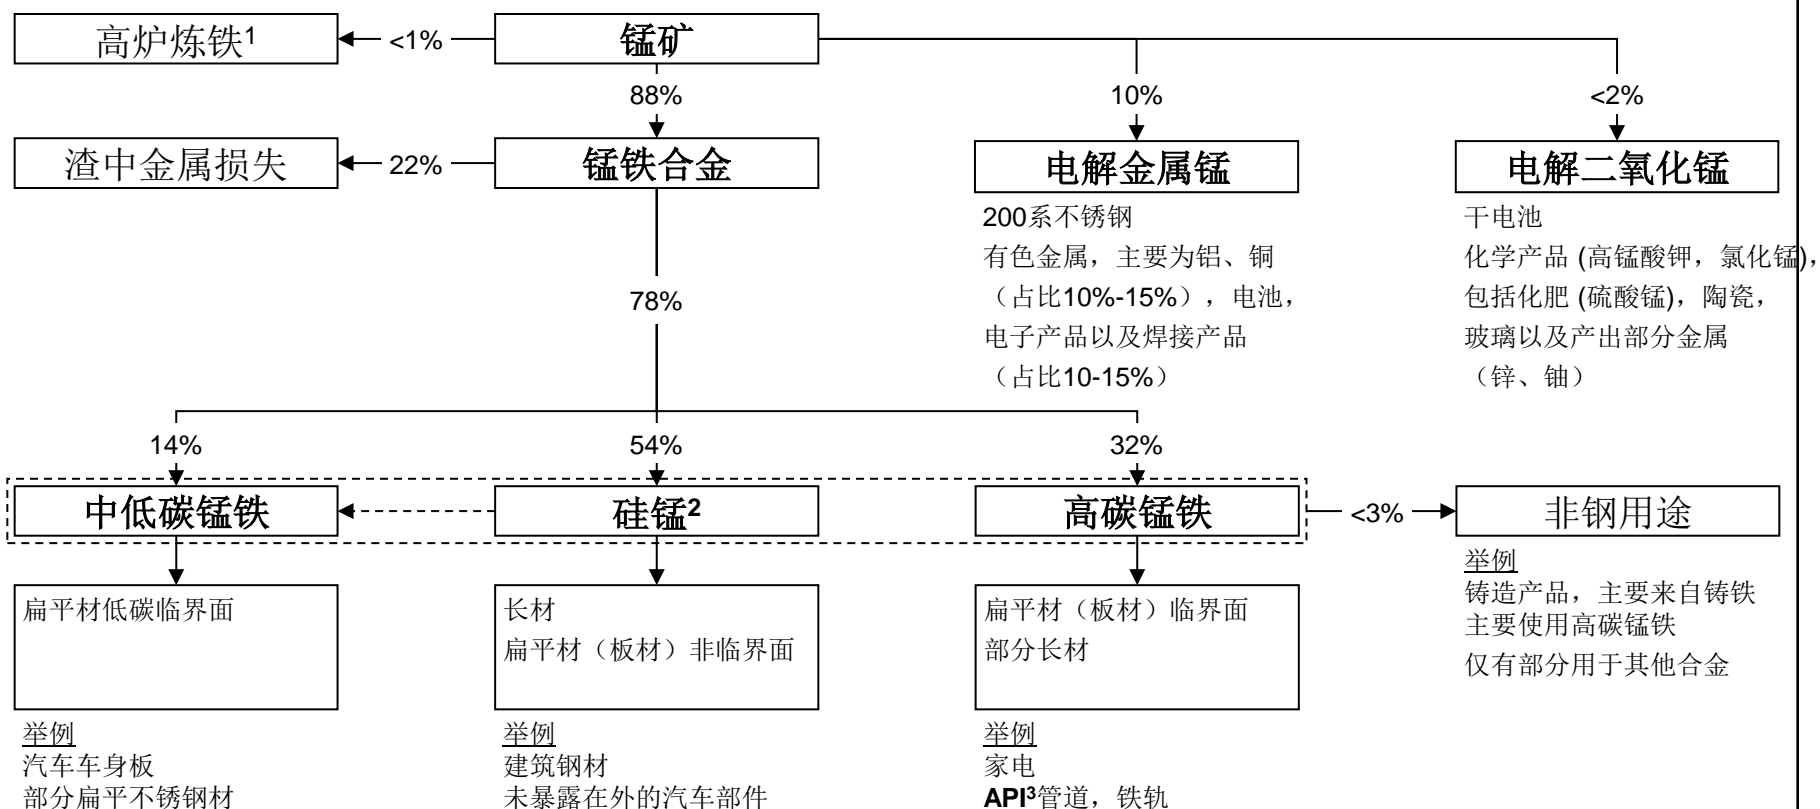 高炉炼铁1
<1%
锰矿
88%
10%
<2%
渣中金属损失
22%
锰铁合金
电解金属锰
电解二氧化锰
200系不锈钢
有色金属，主要为铝、铜
（占比10%-15%），电池，
电子产品以及焊接产品
（占比10-15%）
干电池
化学产品 (高锰酸钾，氯化锰)，
包括化肥 (硫酸锰)，陶瓷，
玻璃以及产出部分金属
（锌、铀）
78%
14%
54%
32%
中低碳锰铁
硅锰2
高碳锰铁
<3%
非钢用途
扁平材低碳临界面
长材
扁平材（板材）非临界面
扁平材（板材）临界面
部分长材
举例
铸造产品，主要来自铸铁
主要使用高碳锰铁
仅有部分用于其他合金
举例
汽车车身板
部分扁平不锈钢材
举例
建筑钢材
未暴露在外的汽车部件
举例
家电
API3管道，铁轨